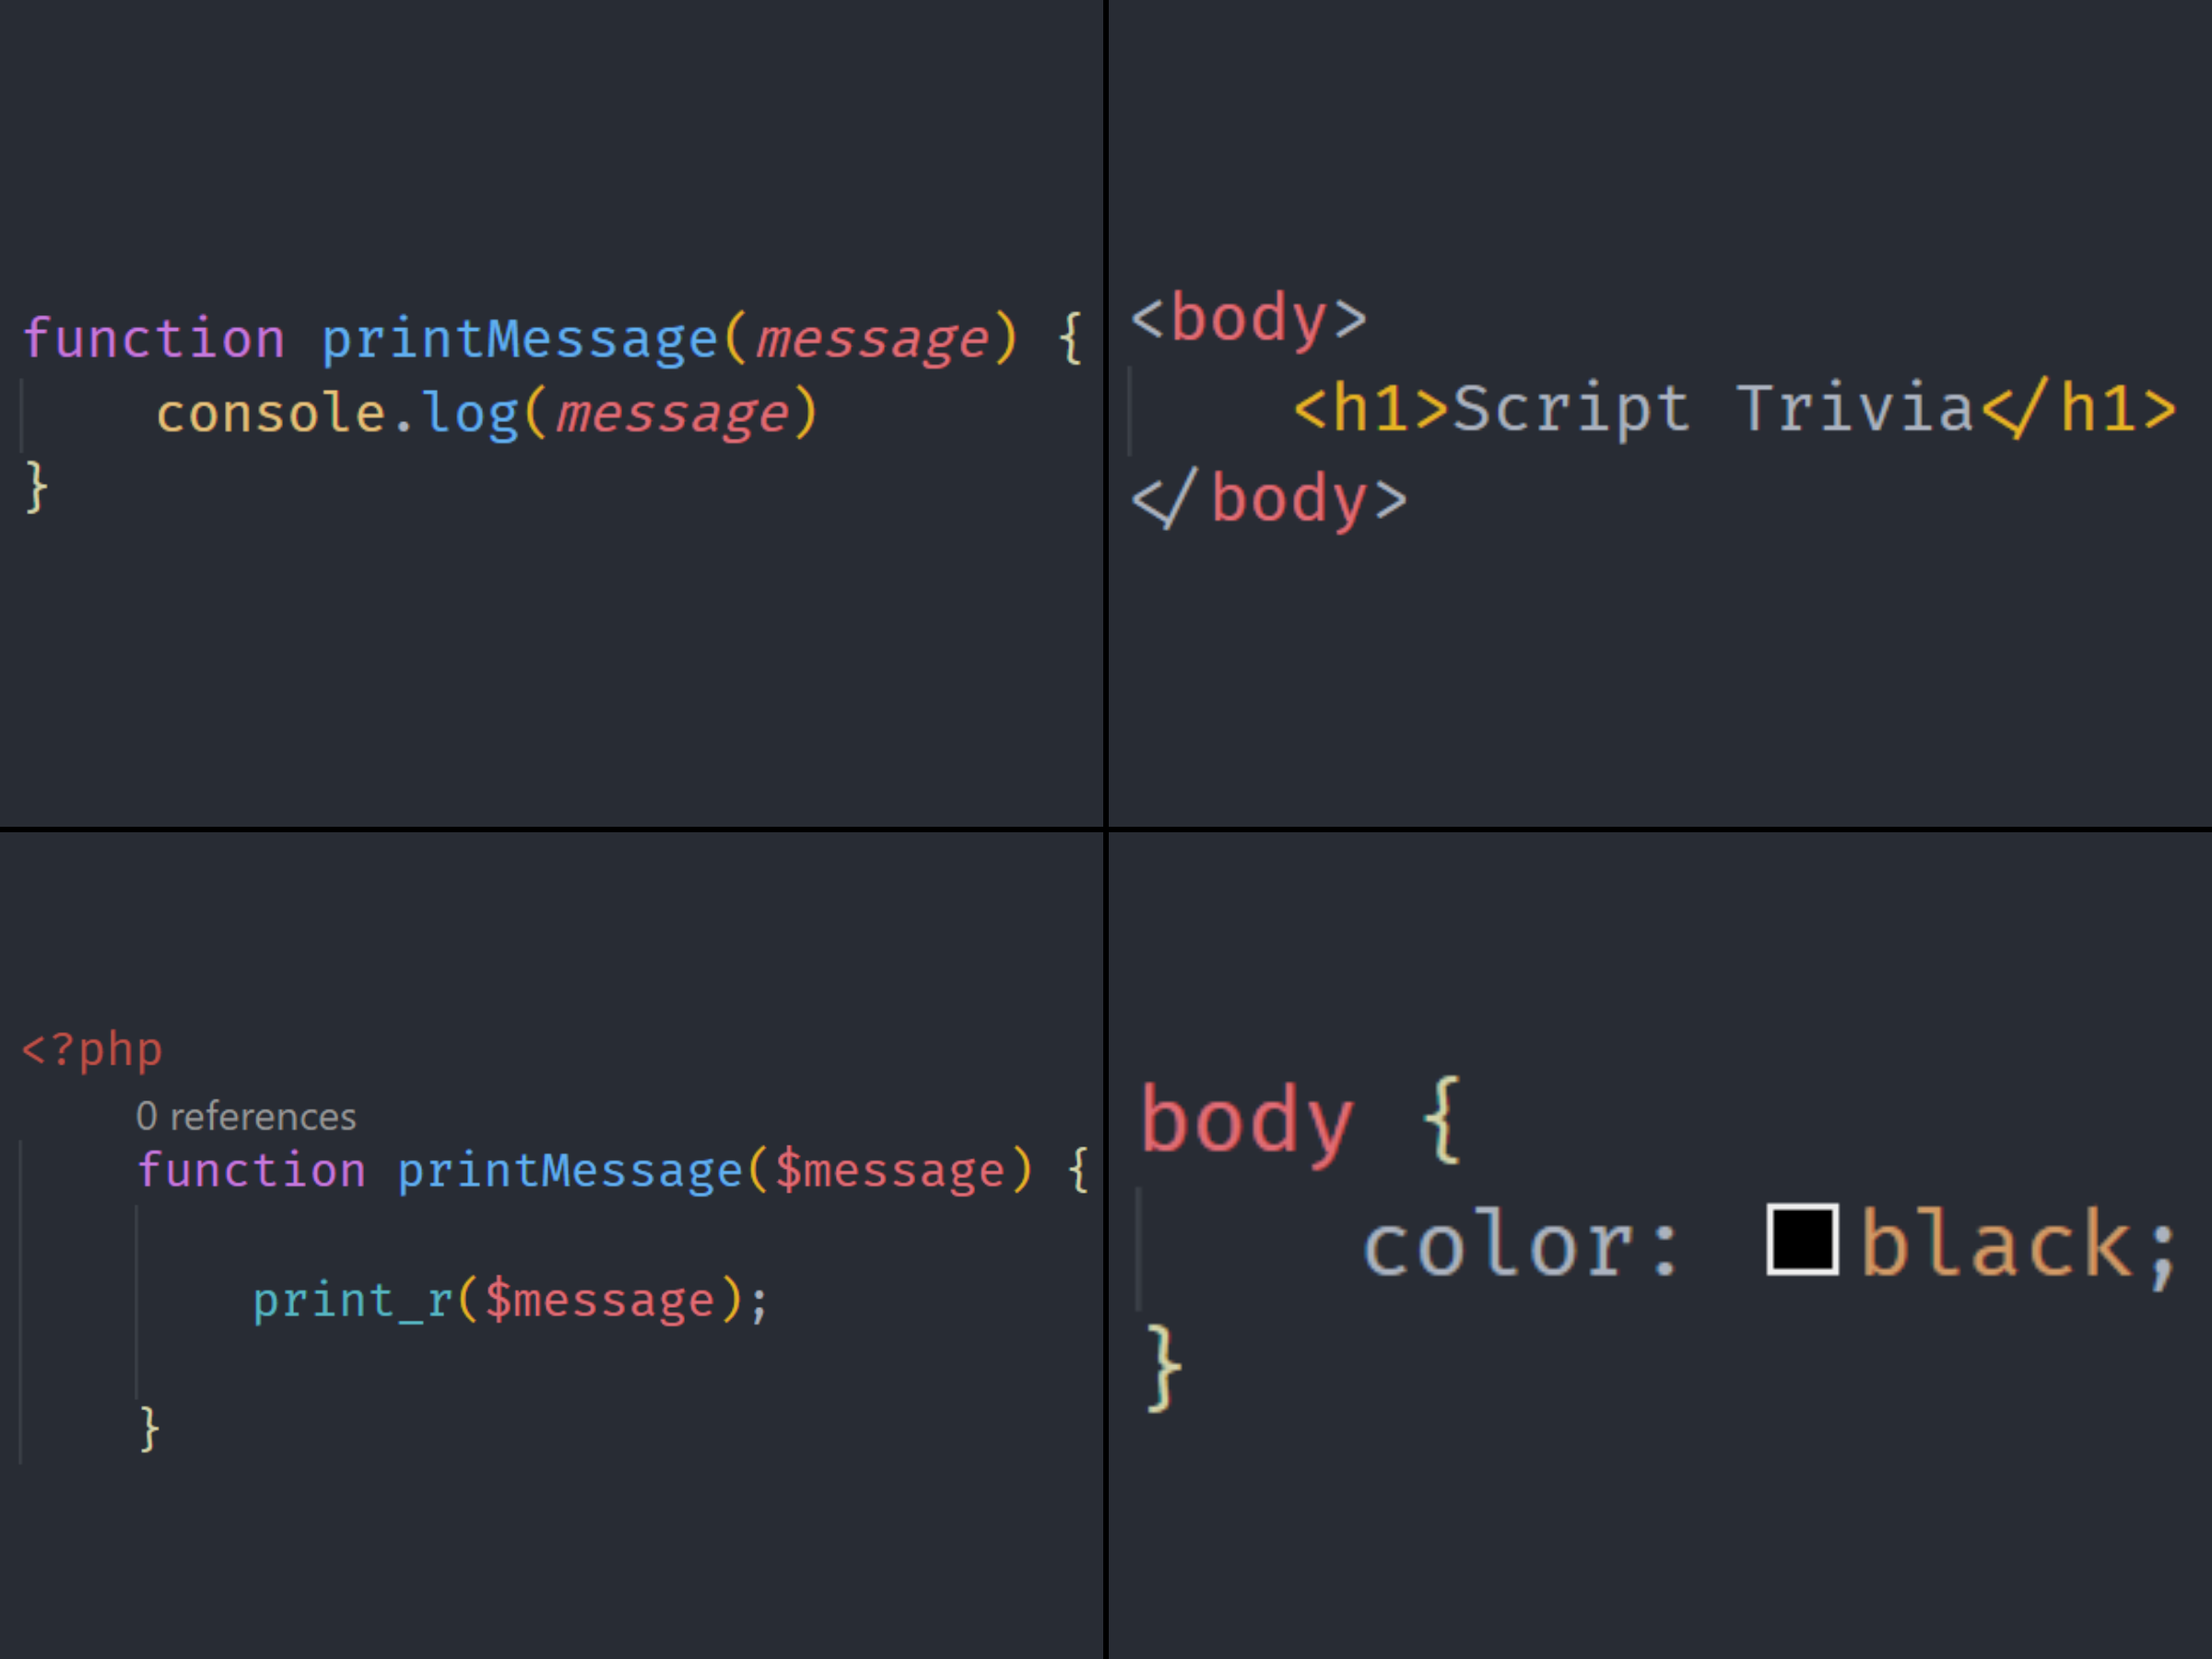 function printMessage(message) {
    console.log(message)
}
<body>
    <h1>Script Trivia</h1>
</body>
<?php
    0 references
    function printMessage($message) {
        print_r($message);
    }
body {
    color: black;
}